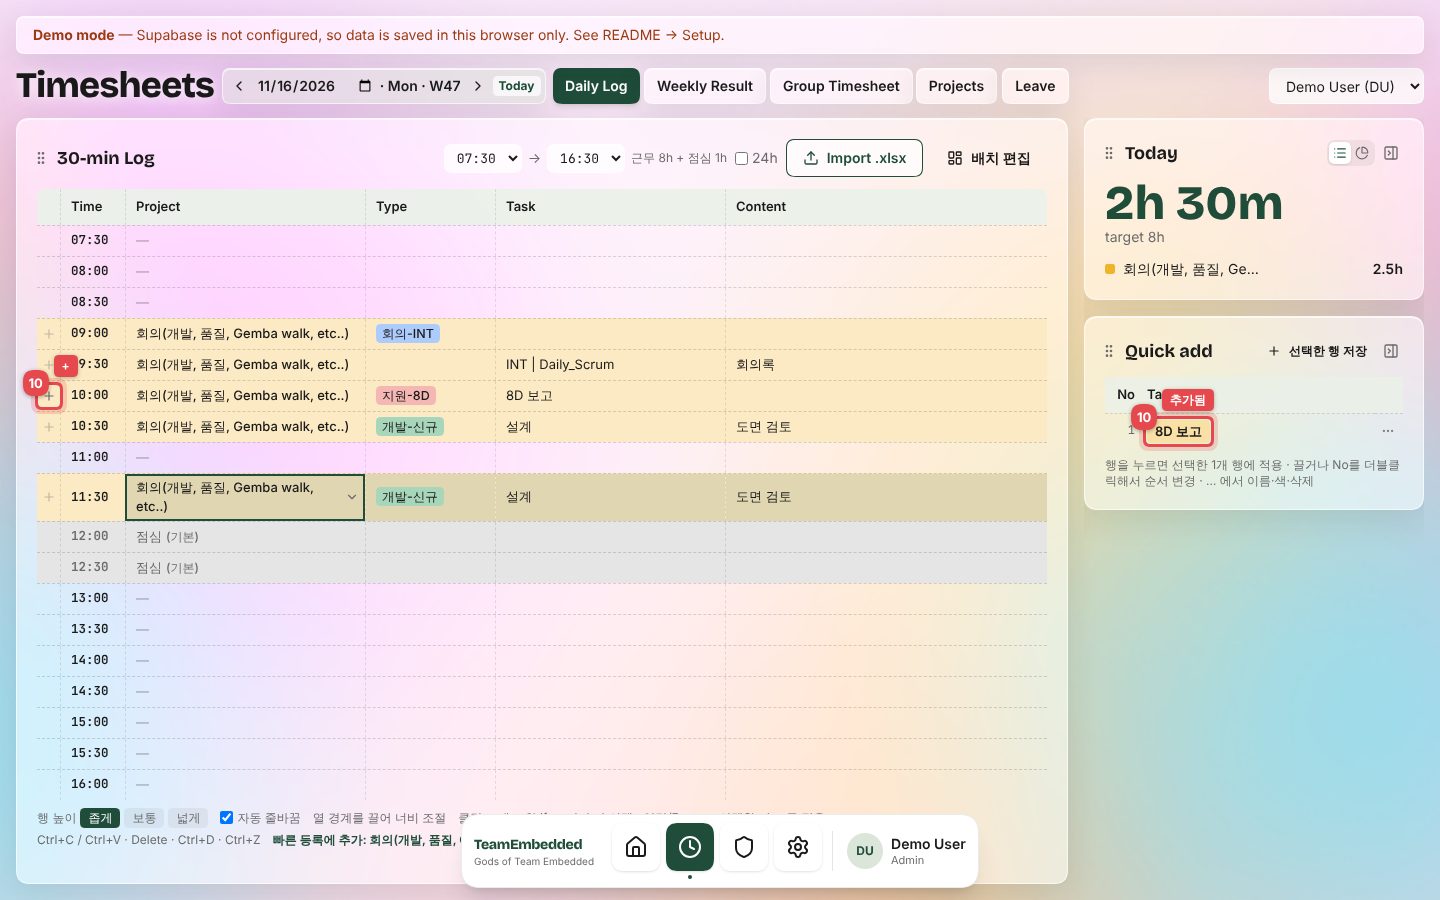 Demo mode — Supabase is not configured, so data is saved in this browser only. See README → Setup.
Timesheets
11/16/2026 · Mon · W47
Today
Daily Log
Weekly Result
Group Timesheet
Projects
Leave
Demo User (DU)
30-min Log
07:30 → 16:30
근무 8h + 점심 1h
24h
Import .xlsx
배치 편집
Time Project Type Task Content
07:30 —
08:00 —
08:30 —
+ 09:00 회의(개발, 품질, Gemba walk, etc..) 회의-INT
+
9:30 회의(개발, 품질, Gemba walk, etc..) INT | Daily_Scrum 회의록
10
+ 10:00 회의(개발, 품질, Gemba walk, etc..) 지원-8D 8D 보고
+ 10:30 회의(개발, 품질, Gemba walk, etc..) 개발-신규 설계 도면 검토
11:00 —
+ 11:30 회의(개발, 품질, Gemba walk,
etc..) 개발-신규 설계 도면 검토
12:00 점심 (기본)
12:30 점심 (기본)
13:00 —
13:30 —
14:00 —
14:30 —
15:00 —
15:30 —
16:00 —
행 높이 좁게 보통 넓게 자동 줄바꿈 열 경계를 끌어 너비 조절
Ctrl+C / Ctrl+V · Delete · Ctrl+D · Ctrl+Z 빠른 등록에 추가: 회의(개발, 품질,
Today
2h 30m
target 8h
회의(개발, 품질, Ge... 2.5h
Quick add
+ 선택한 행 저장
No Ta
추가됨
10
1 8D 보고 ...
행을 누르면 선택한 1개 행에 적용 · 끌거나 No를 더블클
릭해서 순서 변경 · ... 에서 이름·색·삭제
TeamEmbedded
Gods of Team Embedded
DU
Demo User
Admin